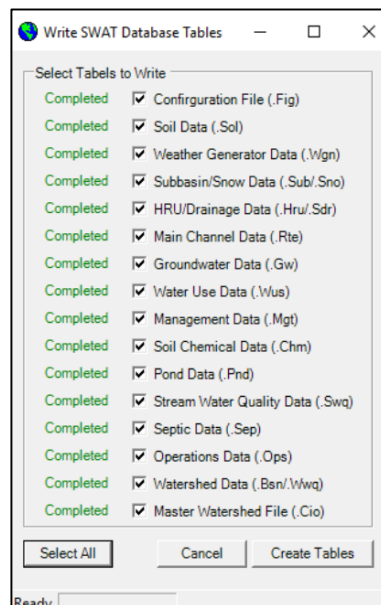 Write SWAT Database Tables
Select Tabels to Write
Completed Confirguration File (.Fig)
Completed Soil Data (.Sol)
Completed Weather Generator Data (.Wgn)
Completed Subbasin/Snow Data (.Sub/.Sno)
Completed HRU/Drainage Data (.Hru/.Sdr)
Completed Main Channel Data (.Rte)
Completed Groundwater Data (.Gw)
Completed Water Use Data (.Wus)
Completed Management Data (.Mgt)
Completed Soil Chemical Data (.Chm)
Completed Pond Data (.Pnd)
Completed Stream Water Quality Data (.Swq)
Completed Septic Data (.Sep)
Completed Operations Data (.Ops)
Completed Watershed Data (.Bsn/.Wwq)
Completed Master Watershed File (.Cio)
Select All Cancel Create Tables
Ready